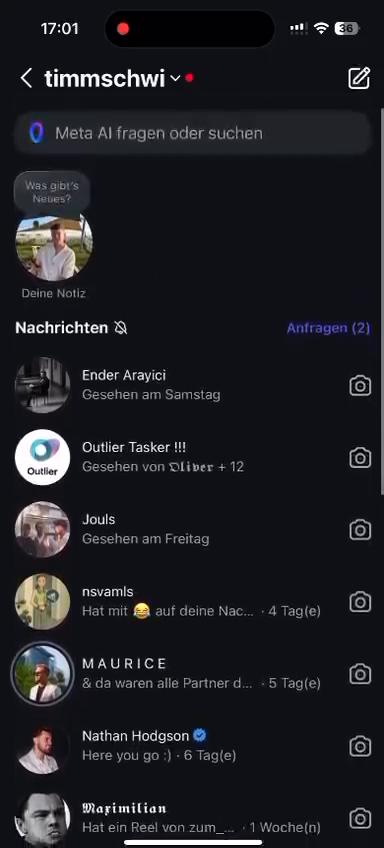 17:01
36
timmschwi
Meta AI fragen oder suchen
Was gibt's
Neues?
Deine Notiz
Nachrichten
Anfragen (2)
Ender Arayici
Gesehen am Samstag
Outlier Tasker !!!
Gesehen von 𝕺𝖑𝖎𝖛𝖊𝖗 + 12
Outlier
Jouls
Gesehen am Freitag
nsvamls
Hat mit 😂 auf deine Nac... · 4 Tag(e)
M A U R I C E
& da waren alle Partner d... · 5 Tag(e)
Nathan Hodgson
Here you go :) · 6 Tag(e)
𝕸𝖆𝖝𝖎𝖒𝖎𝖑𝖎𝖆𝖓
Hat ein Reel von zum_... · 1 Woche(n)